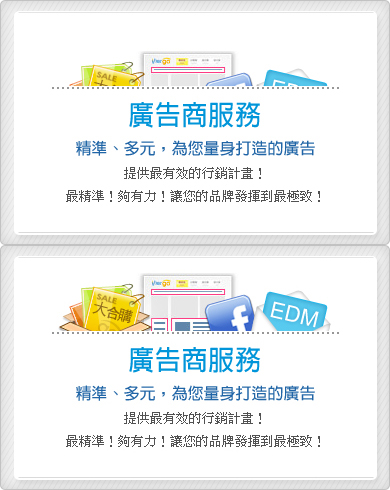 SALE
EDM
廣告商服務
精準、多元，為您量身打造的廣告
提供最有效的行銷計畫！
最精準！夠有力！讓您的品牌發揮到最極致！
SALE
大合購
EDM
廣告商服務
精準、多元，為您量身打造的廣告
提供最有效的行銷計畫！
最精準！夠有力！讓您的品牌發揮到最極致！